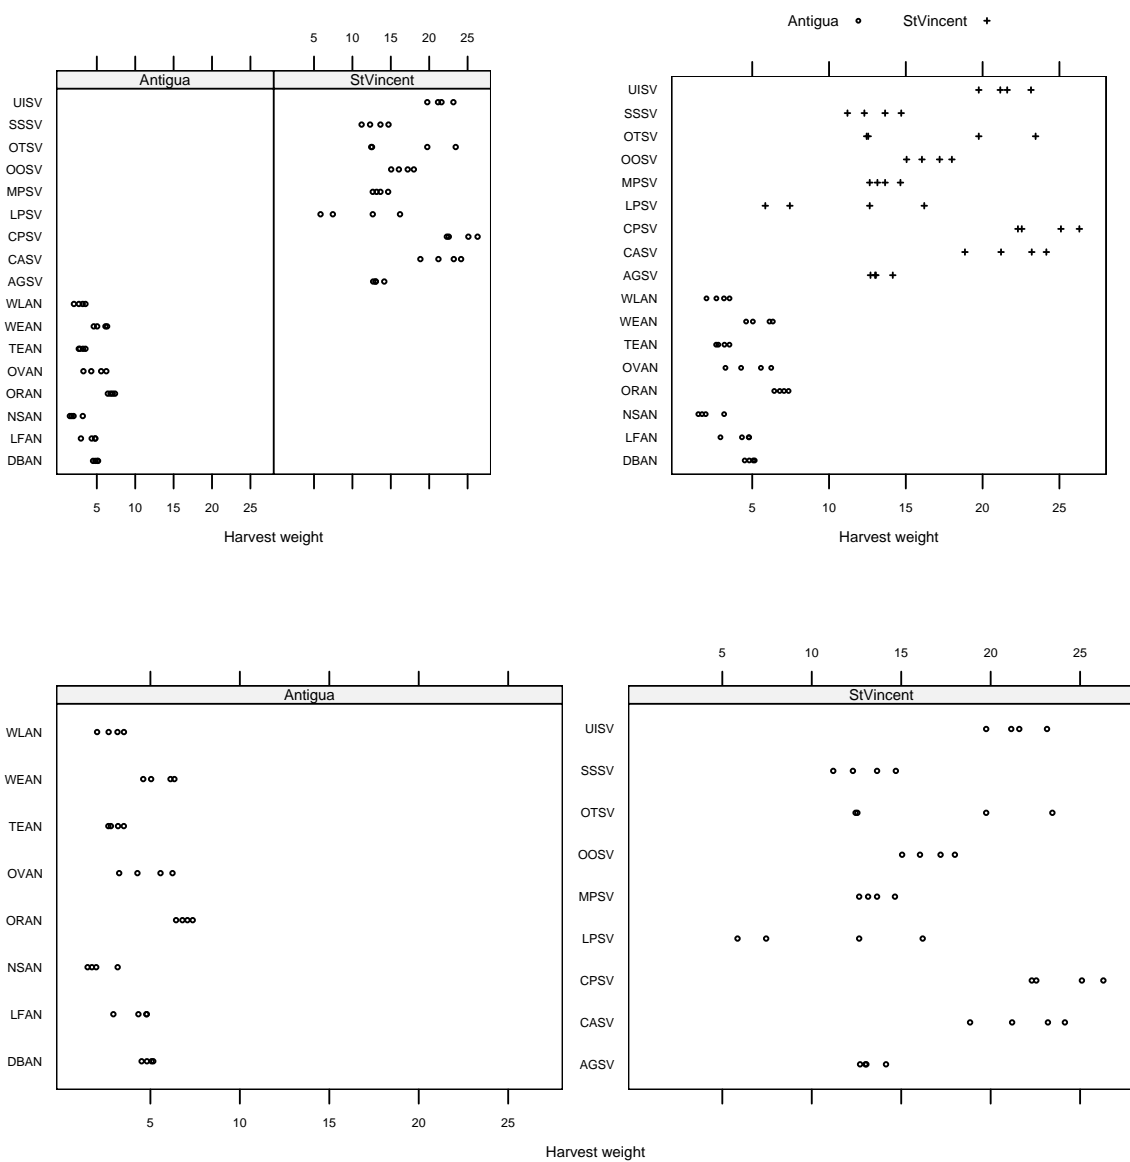 5 10 15 20 25
Antigua StVincent
UISV
SSSV
OTSV
OOSV
MPSV
LPSV
CPSV
CASV
AGSV
WLAN
WEAN
TEAN
OVAN
ORAN
NSAN
LFAN
DBAN
5 10 15 20 25
Harvest weight
Antigua StVincent
UISV
SSSV
OTSV
OOSV
MPSV
LPSV
CPSV
CASV
AGSV
WLAN
WEAN
TEAN
OVAN
ORAN
NSAN
LFAN
DBAN
5 10 15 20 25
Harvest weight
Antigua
WLAN
WEAN
TEAN
OVAN
ORAN
NSAN
LFAN
DBAN
5 10 15 20 25
5 10 15 20 25
StVincent
UISV
SSSV
OTSV
OOSV
MPSV
LPSV
CPSV
CASV
AGSV
Harvest weight